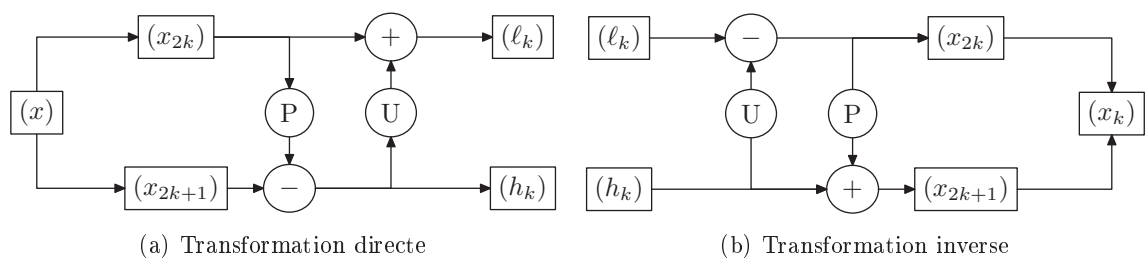 (x_{2k}) + (ℓ_k)
(x) P U
(x_{2k+1}) − (h_k)
(a) Transformation directe
(ℓ_k) − (x_{2k})
U P (x_k)
(h_k) + (x_{2k+1})
(b) Transformation inverse